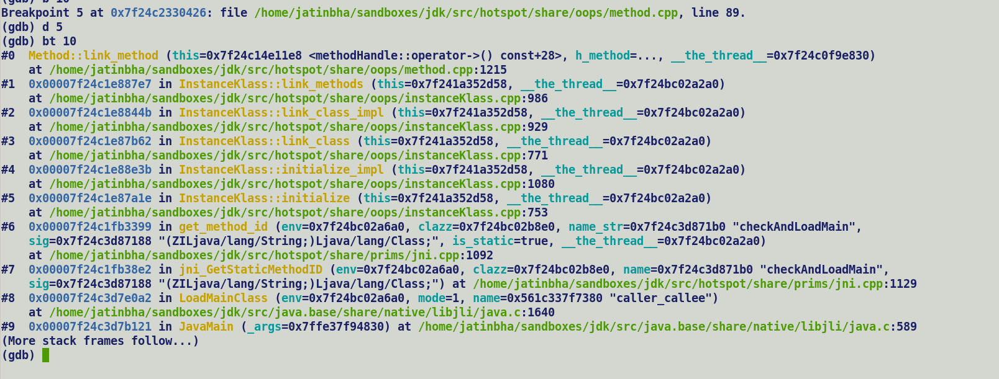 (gdb) b 10
Breakpoint 5 at 0x7f24c2330426: file /home/jatinbha/sandboxes/jdk/src/hotspot/share/oops/method.cpp, line 89.
(gdb) d 5
(gdb) bt 10
#0  Method::link_method (this=0x7f24c14e11e8 <methodHandle::operator->() const+28>, h_method=..., __the_thread__=0x7f24c0f9e830)
    at /home/jatinbha/sandboxes/jdk/src/hotspot/share/oops/method.cpp:1215
#1  0x00007f24c1e887e7 in InstanceKlass::link_methods (this=0x7f241a352d58, __the_thread__=0x7f24bc02a2a0)
    at /home/jatinbha/sandboxes/jdk/src/hotspot/share/oops/instanceKlass.cpp:986
#2  0x00007f24c1e8844b in InstanceKlass::link_class_impl (this=0x7f241a352d58, __the_thread__=0x7f24bc02a2a0)
    at /home/jatinbha/sandboxes/jdk/src/hotspot/share/oops/instanceKlass.cpp:929
#3  0x00007f24c1e87b62 in InstanceKlass::link_class (this=0x7f241a352d58, __the_thread__=0x7f24bc02a2a0)
    at /home/jatinbha/sandboxes/jdk/src/hotspot/share/oops/instanceKlass.cpp:771
#4  0x00007f24c1e88e3b in InstanceKlass::initialize_impl (this=0x7f241a352d58, __the_thread__=0x7f24bc02a2a0)
    at /home/jatinbha/sandboxes/jdk/src/hotspot/share/oops/instanceKlass.cpp:1080
#5  0x00007f24c1e87a1e in InstanceKlass::initialize (this=0x7f241a352d58, __the_thread__=0x7f24bc02a2a0)
    at /home/jatinbha/sandboxes/jdk/src/hotspot/share/oops/instanceKlass.cpp:753
#6  0x00007f24c1fb3399 in get_method_id (env=0x7f24bc02a6a0, clazz=0x7f24bc02b8e0, name_str=0x7f24c3d871b0 "checkAndLoadMain",
    sig=0x7f24c3d87188 "(ZILjava/lang/String;)Ljava/lang/Class;", is_static=true, __the_thread__=0x7f24bc02a2a0)
    at /home/jatinbha/sandboxes/jdk/src/hotspot/share/prims/jni.cpp:1092
#7  0x00007f24c1fb38e2 in jni_GetStaticMethodID (env=0x7f24bc02a6a0, clazz=0x7f24bc02b8e0, name=0x7f24c3d871b0 "checkAndLoadMain",
    sig=0x7f24c3d87188 "(ZILjava/lang/String;)Ljava/lang/Class;") at /home/jatinbha/sandboxes/jdk/src/hotspot/share/prims/jni.cpp:1129
#8  0x00007f24c3d7e0a2 in LoadMainClass (env=0x7f24bc02a6a0, mode=1, name=0x561c337f7380 "caller_callee")
    at /home/jatinbha/sandboxes/jdk/src/java.base/share/native/libjli/java.c:1640
#9  0x00007f24c3d7b121 in JavaMain (_args=0x7ffe37f94830) at /home/jatinbha/sandboxes/jdk/src/java.base/share/native/libjli/java.c:589
(More stack frames follow...)
(gdb)